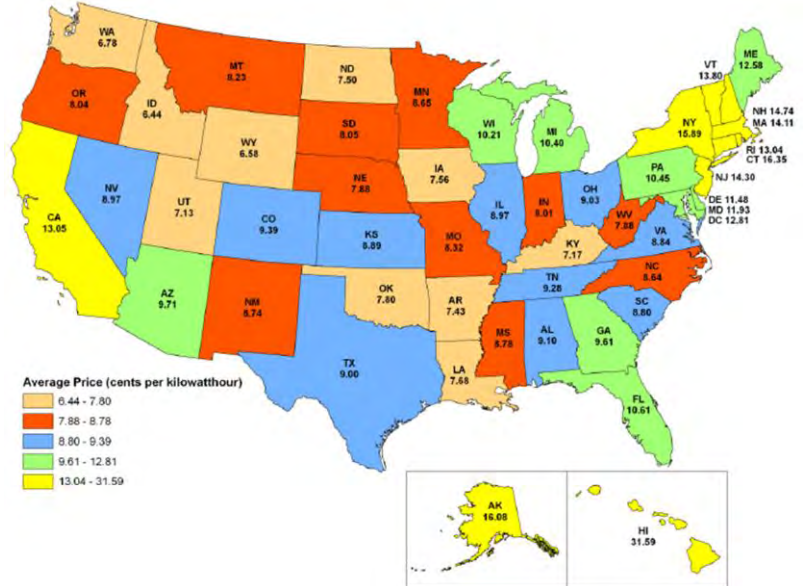 WA
6.78
MT
8.23
ND
7.50
MN
8.65
VT
13.80
ME
12.58
OR
8.04
ID
6.44
SD
8.05
WI
10.21
MI
10.40
NY
15.89
NH 14.74
MA 14.11
RI 13.04
CT 16.35
WY
6.58
IA
7.56
NE
7.88
PA
10.45
NJ 14.30
NV
8.97
UT
7.13
CO
9.39
IL
8.97
IN
8.01
OH
9.03
DE 11.48
MD 11.93
DC 12.81
CA
13.05
KS
8.89
MO
8.32
WV
7.88
VA
8.84
KY
7.17
AZ
9.71
NM
8.74
OK
7.80
AR
7.43
TN
9.28
NC
8.64
SC
8.80
MS
8.78
AL
9.10
GA
9.61
TX
9.00
LA
7.68
FL
10.61
Average Price (cents per kilowatthour)
6.44 - 7.80
7.88 - 8.78
8.80 - 9.39
9.61 - 12.81
13.04 - 31.59
AK
16.08
HI
31.59